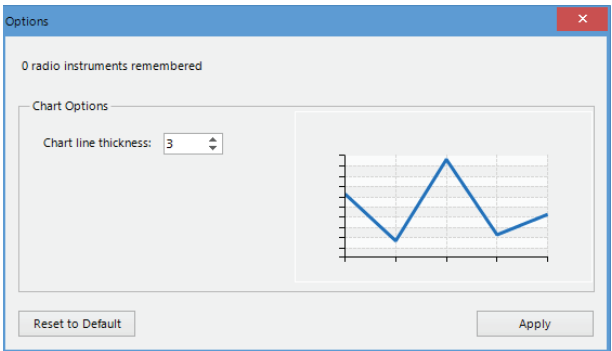 Options
0 radio instruments remembered
Chart Options
Chart line thickness: 3
Reset to Default
Apply